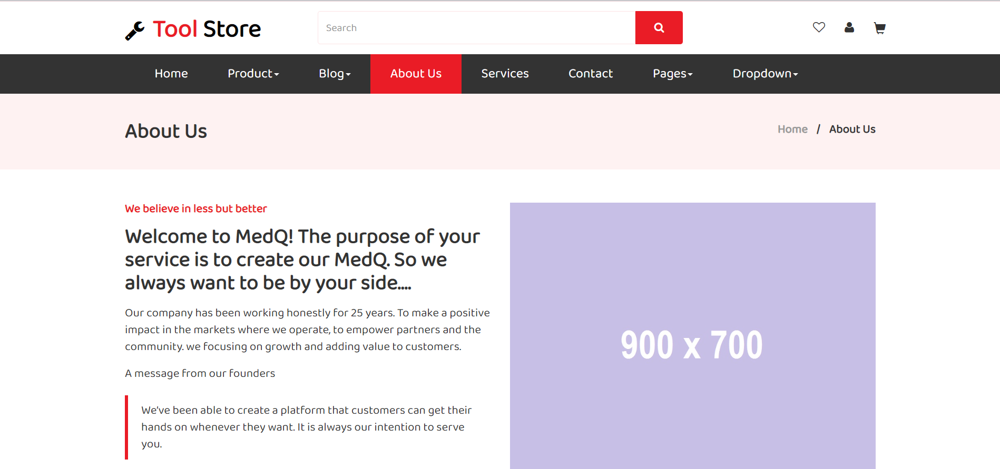 Tool Store
Search
Home Product Blog About Us Services Contact Pages Dropdown
About Us
Home / About Us
We believe in less but better
Welcome to MedQ! The purpose of your
service is to create our MedQ. So we
always want to be by your side....
Our company has been working honestly for 25 years. To make a positive
impact in the markets where we operate, to empower partners and the
community. we focusing on growth and adding value to customers.
A message from our founders
We've been able to create a platform that customers can get their
hands on whenever they want. It is always our intention to serve
you.
900 x 700